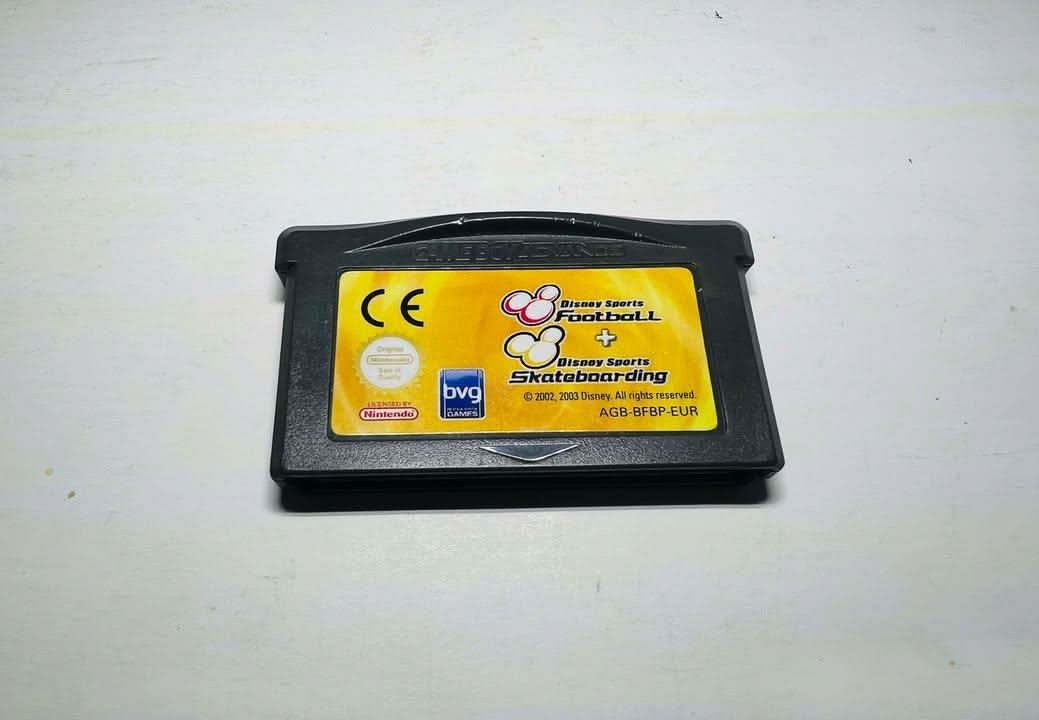 GAME BOY ADVANCE
CE
Original
Nintendo
Seal of
Quality
LICENSED BY
Nintendo
bvg
GAMES
Disney Sports
Football
+
Disney Sports
Skateboarding
© 2002, 2003 Disney. All rights reserved.
AGB-BFBP-EUR